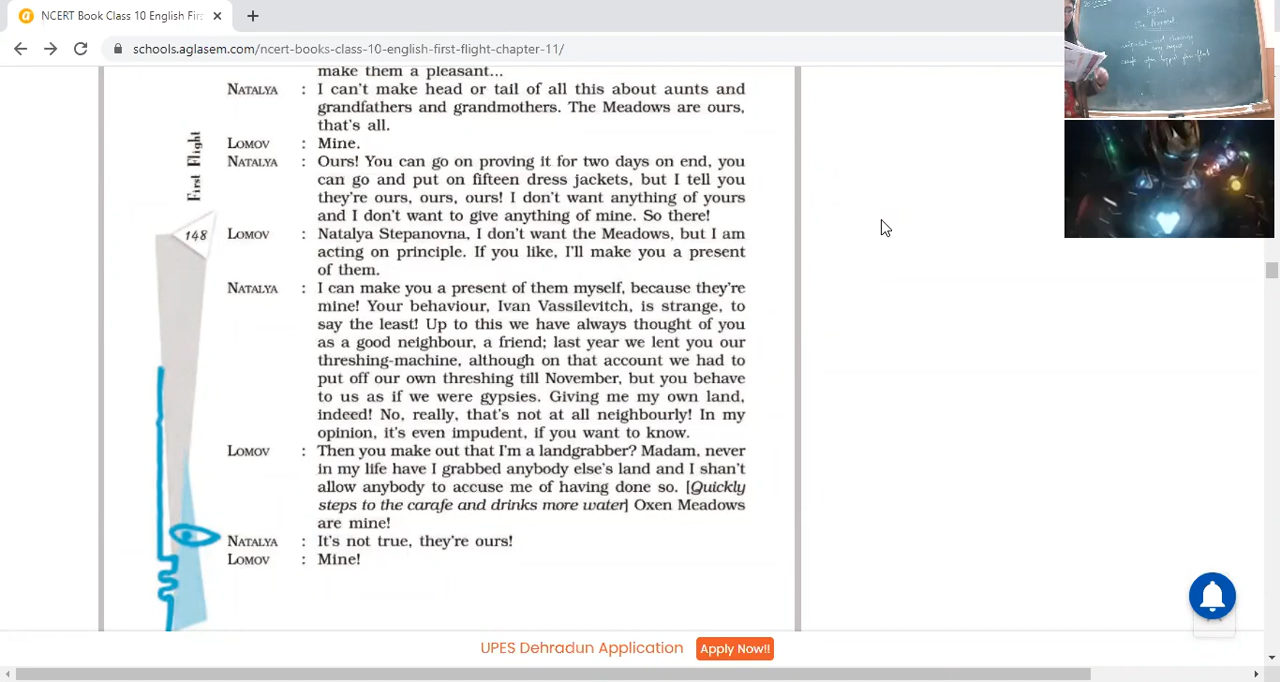 NCERT Book Class 10 English Firs
schools.aglasem.com/ncert-books-class-10-english-first-flight-chapter-11/
English
The Proposal
make them a pleasant...
NATALYA : I can't make head or tail of all this about aunts and
grandfathers and grandmothers. The Meadows are ours,
that's all.
LOMOV : Mine.
NATALYA : Ours! You can go on proving it for two days on end, you
can go and put on fifteen dress jackets, but I tell you
they're ours, ours, ours! I don't want anything of yours
and I don't want to give anything of mine. So there!
First Flight
148
LOMOV : Natalya Stepanovna, I don't want the Meadows, but I am
acting on principle. If you like, I'll make you a present
of them.
NATALYA : I can make you a present of them myself, because they're
mine! Your behaviour, Ivan Vassilevitch, is strange, to
say the least! Up to this we have always thought of you
as a good neighbour, a friend; last year we lent you our
threshing-machine, although on that account we had to
put off our own threshing till November, but you behave
to us as if we were gypsies. Giving me my own land,
indeed! No, really, that's not at all neighbourly! In my
opinion, it's even impudent, if you want to know.
LOMOV : Then you make out that I'm a landgrabber? Madam, never
in my life have I grabbed anybody else's land and I shan't
allow anybody to accuse me of having done so. [Quickly
steps to the carafe and drinks more water] Oxen Meadows
are mine!
NATALYA : It's not true, they're ours!
LOMOV : Mine!
UPES Dehradun Application Apply Now!!